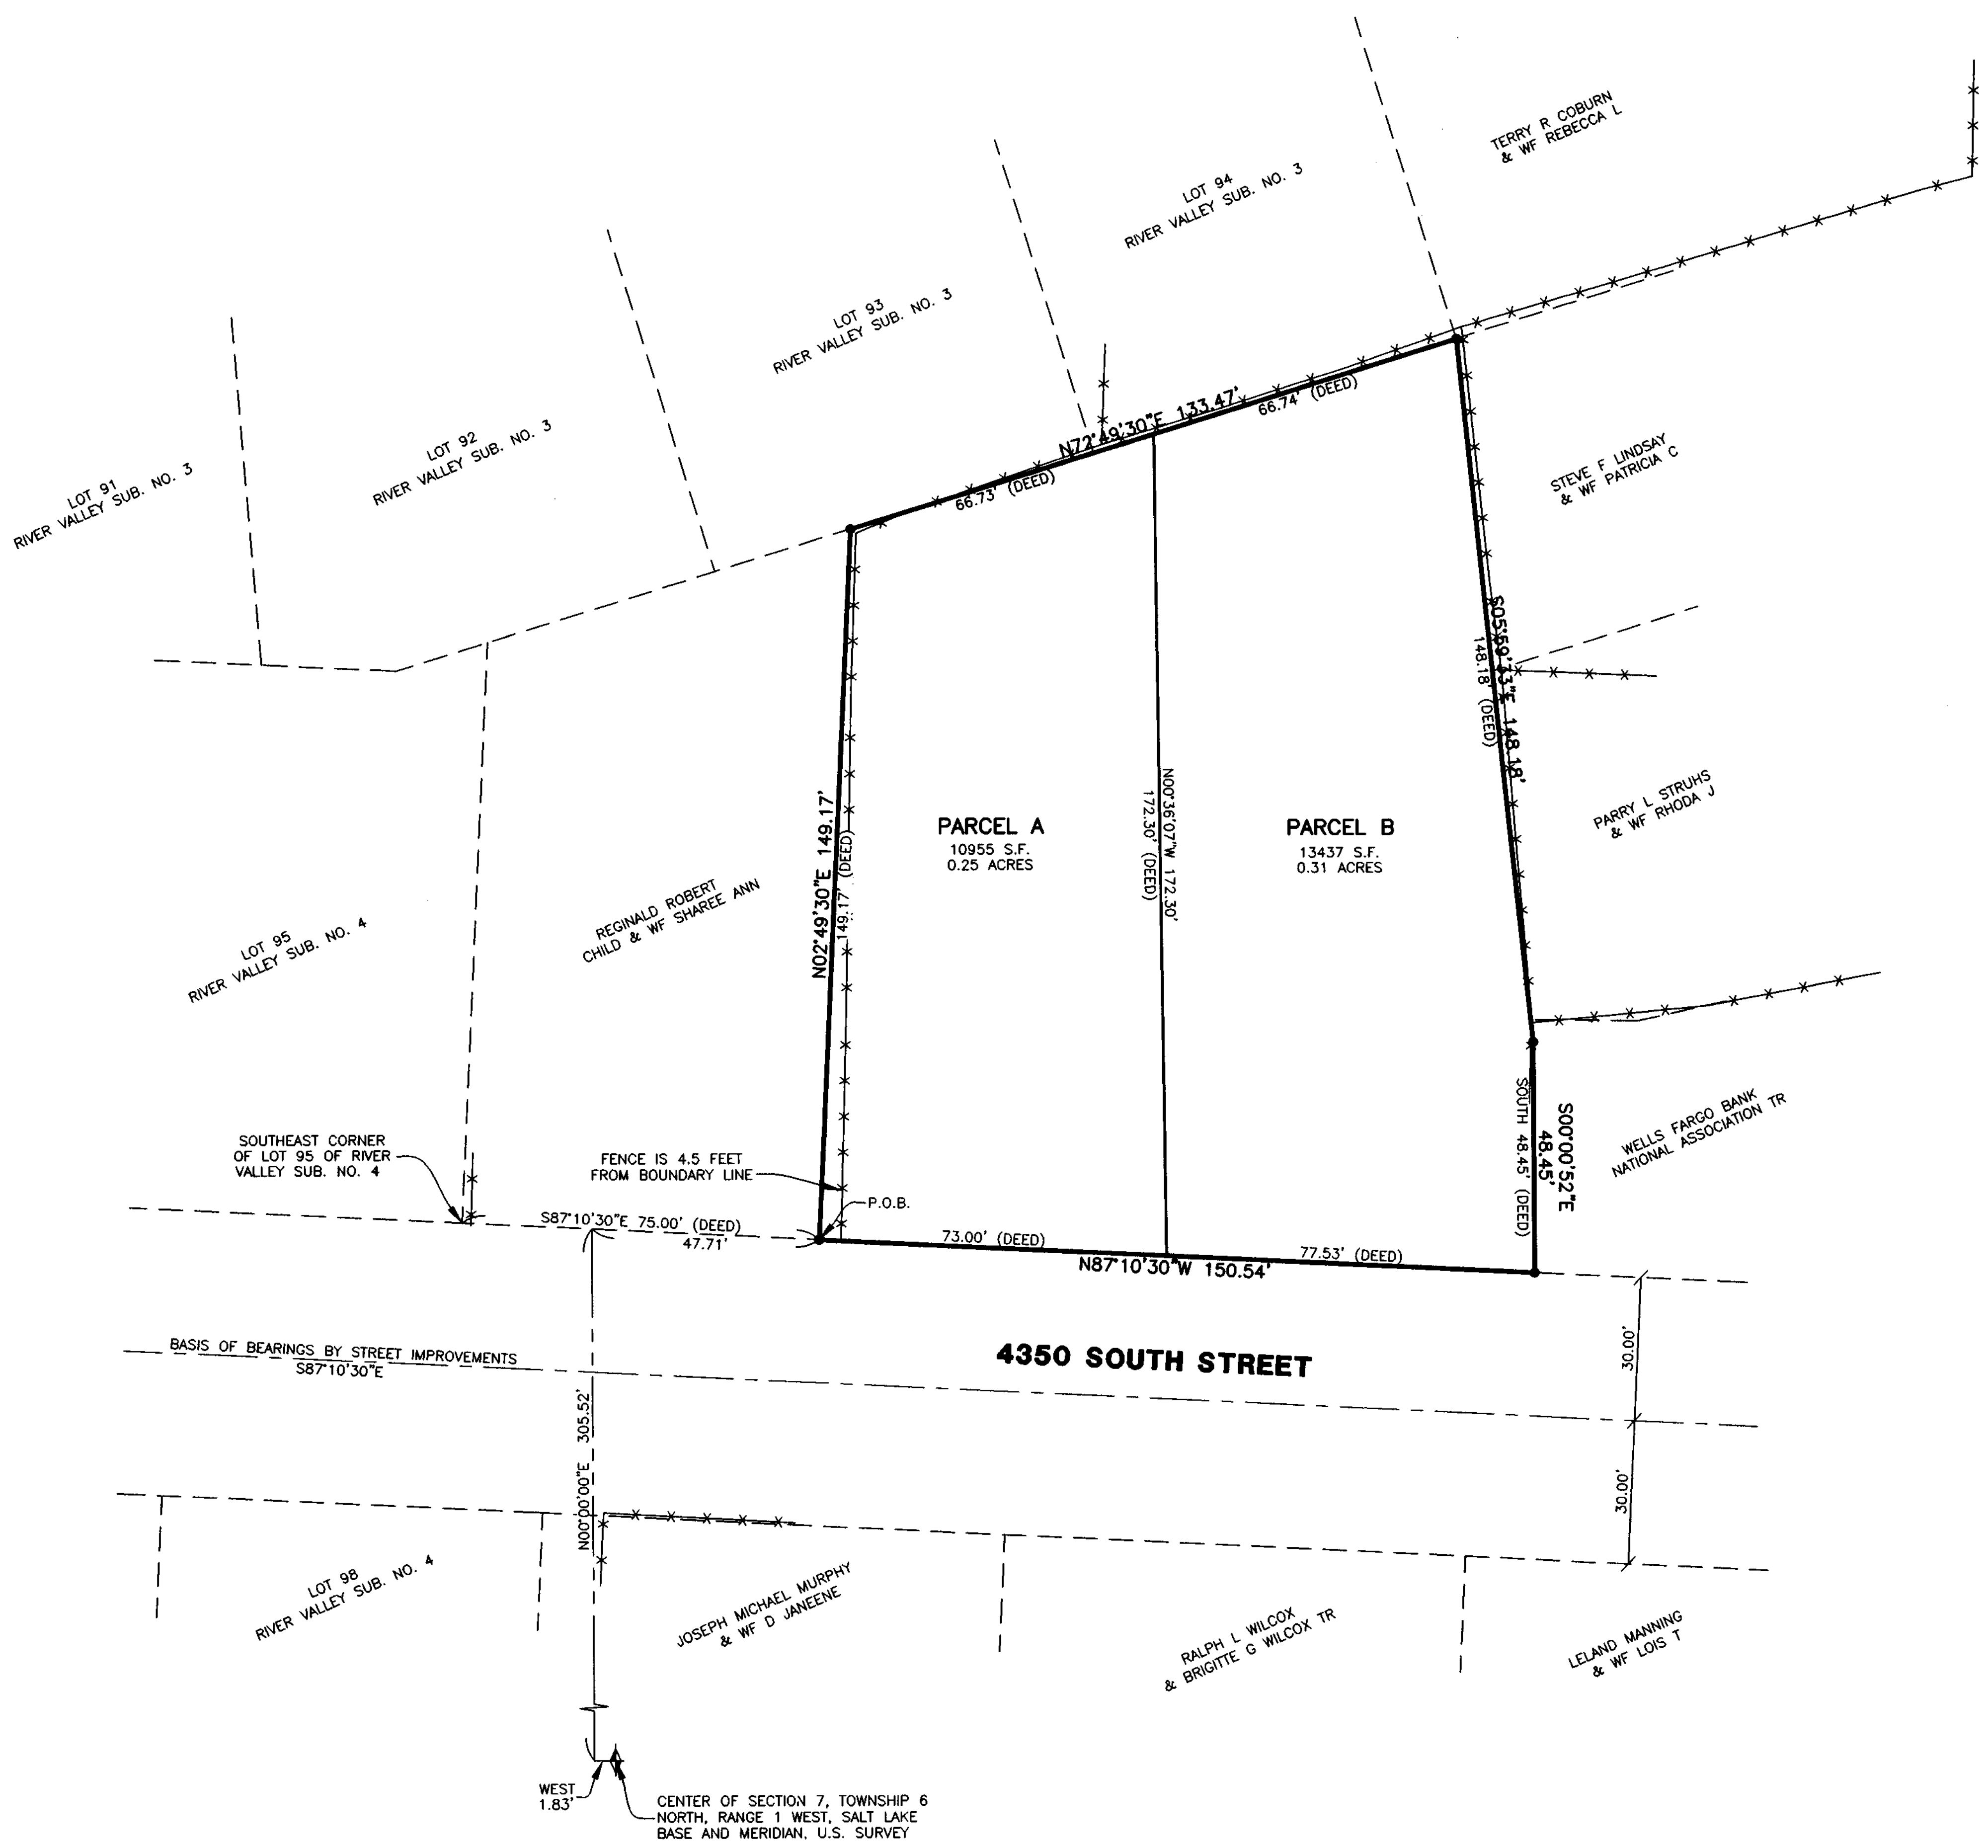 TERRY R COBURN
& WF REBECCA L
LOT 94
RIVER VALLEY SUB. NO. 3
LOT 93
RIVER VALLEY SUB. NO. 3
LOT 92
RIVER VALLEY SUB. NO. 3
LOT 91
RIVER VALLEY SUB. NO. 3
N72°49'30"E 133.47'
66.74' (DEED)
66.73' (DEED)
STEVE F LINDSAY
& WF PATRICIA C
S05°59'33"E 148.18'
148.18' (DEED)
PARRY L STRUHS
& WF RHODA J
N00°36'07"W 172.30'
172.30' (DEED)
PARCEL A
10955 S.F.
0.25 ACRES
PARCEL B
13437 S.F.
0.31 ACRES
N02°49'30"E 149.17'
149.17' (DEED)
REGINALD ROBERT
CHILD & WF SHAREE ANN
LOT 95
RIVER VALLEY SUB. NO. 4
WELLS FARGO BANK
NATIONAL ASSOCIATION TR
S00°00'52"E
48.45'
SOUTH 48.45' (DEED)
SOUTHEAST CORNER
OF LOT 95 OF RIVER
VALLEY SUB. NO. 4
FENCE IS 4.5 FEET
FROM BOUNDARY LINE
P.O.B.
S87°10'30"E 75.00' (DEED)
47.71'
73.00' (DEED)
77.53' (DEED)
N87°10'30"W 150.54'
4350 SOUTH STREET
BASIS OF BEARINGS BY STREET IMPROVEMENTS
S87°10'30"E
30.00'
30.00'
N00°00'00"E 305.52'
LOT 98
RIVER VALLEY SUB. NO. 4
JOSEPH MICHAEL MURPHY
& WF D JANEENE
RALPH L WILCOX
& BRIGITTE G WILCOX TR
LELAND MANNING
& WF LOIS T
WEST
1.83'
CENTER OF SECTION 7, TOWNSHIP 6
NORTH, RANGE 1 WEST, SALT LAKE
BASE AND MERIDIAN, U.S. SURVEY